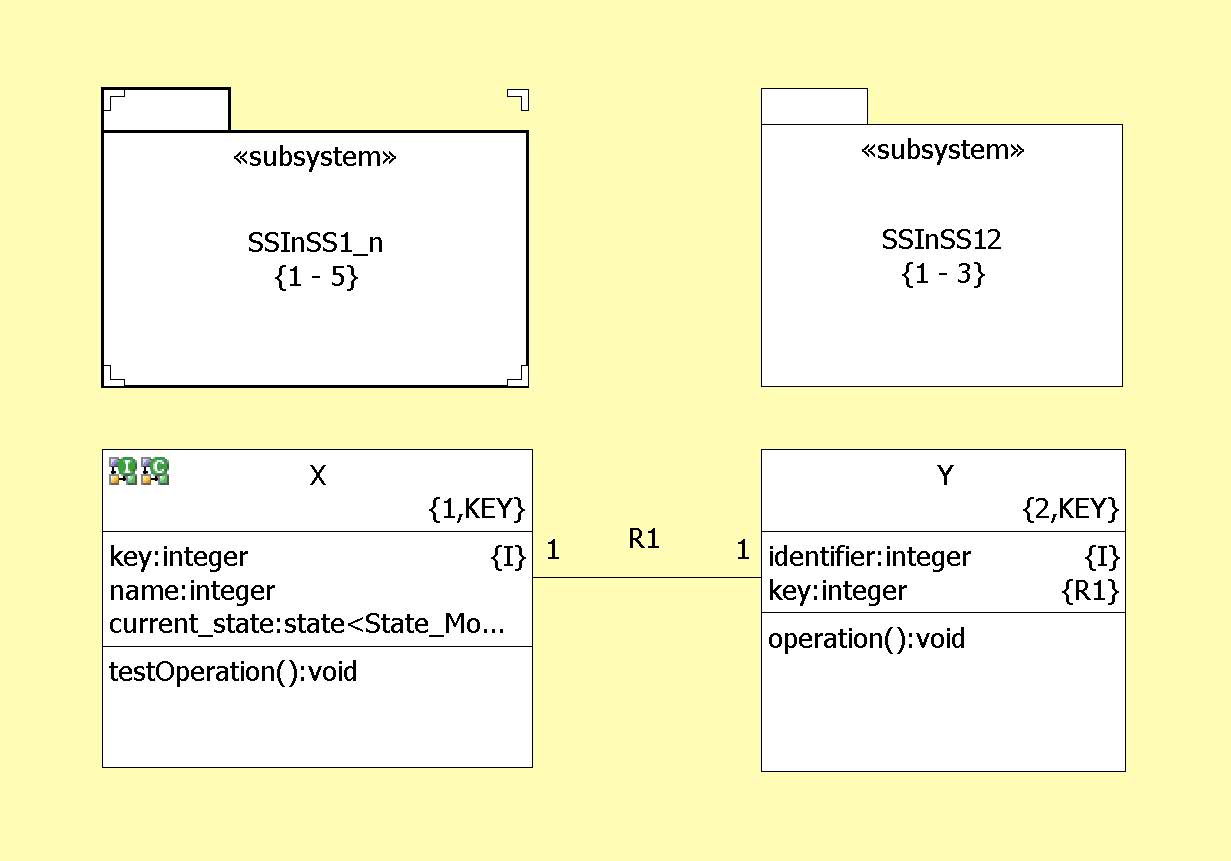 «subsystem»
SSInSS1_n
{1 - 5}
«subsystem»
SSInSS12
{1 - 3}
I C
X
{1,KEY}
key:integer {I}
name:integer
current_state:state<State_Mo...
testOperation():void
1 R1 1
Y
{2,KEY}
identifier:integer {I}
key:integer {R1}
operation():void